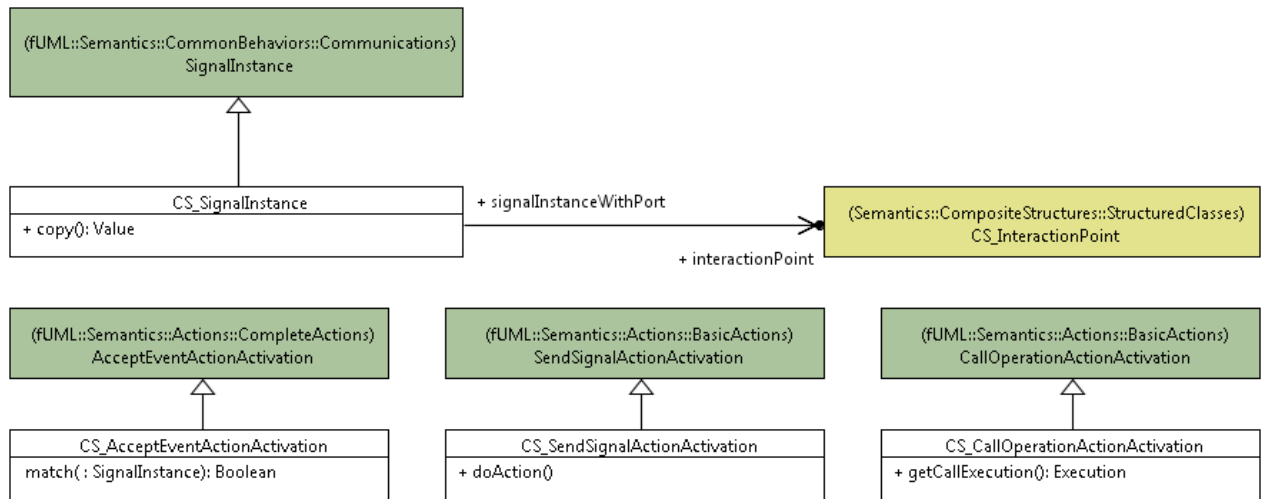 (fUML::Semantics::CommonBehaviors::Communications)
SignalInstance
CS_SignalInstance
+ copy(): Value
+ signalInstanceWithPort
+ interactionPoint
(Semantics::CompositeStructures::StructuredClasses)
CS_InteractionPoint
(fUML::Semantics::Actions::CompleteActions)
AcceptEventActionActivation
(fUML::Semantics::Actions::BasicActions)
SendSignalActionActivation
(fUML::Semantics::Actions::BasicActions)
CallOperationActionActivation
CS_AcceptEventActionActivation
match( : SignalInstance): Boolean
CS_SendSignalActionActivation
+ doAction()
CS_CallOperationActionActivation
+ getCallExecution(): Execution